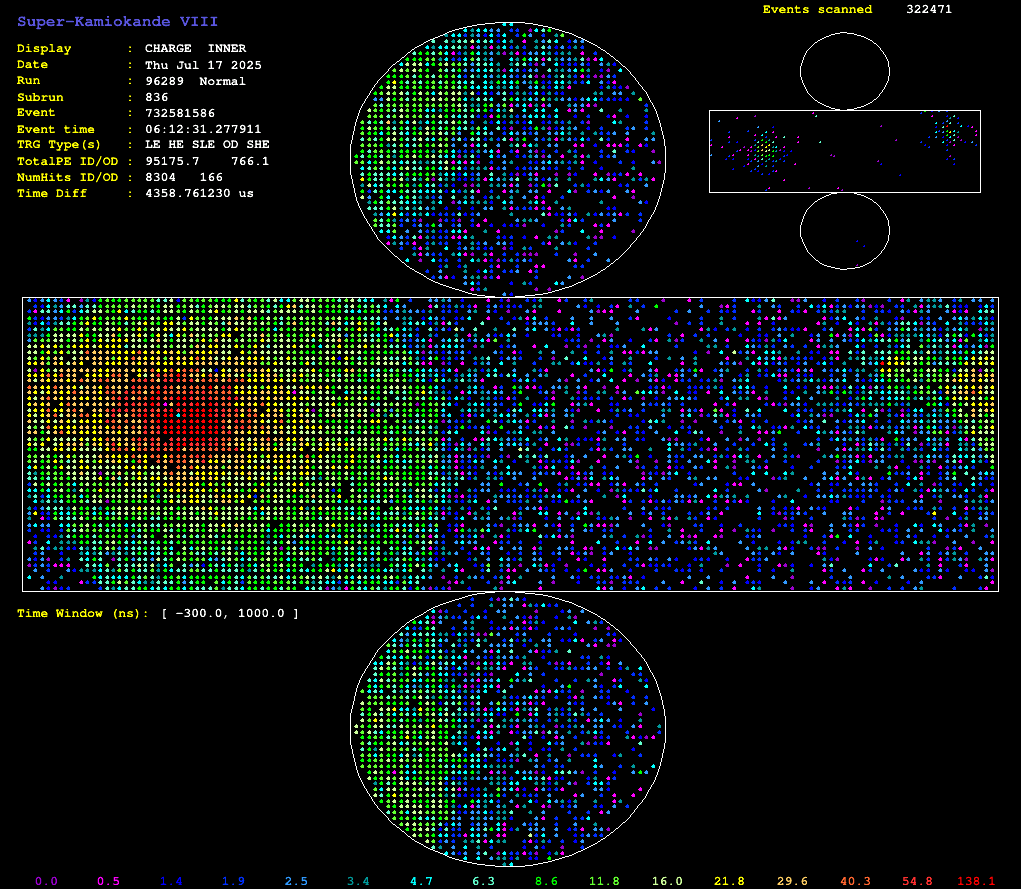 Super-Kamiokande VIII
Events scanned 322471
Display : CHARGE INNER
Date : Thu Jul 17 2025
Run : 96289 Normal
Subrun : 836
Event : 732581586
Event time : 06:12:31.277911
TRG Type(s) : LE HE SLE OD SHE
TotalPE ID/OD : 95175.7 766.1
NumHits ID/OD : 8304 166
Time Diff : 4358.761230 us
Time Window (ns): [ -300.0, 1000.0 ]
0.0 0.5 1.4 1.9 2.5 3.4 4.7 6.3 8.6 11.8 16.0 21.8 29.6 40.3 54.8 138.1